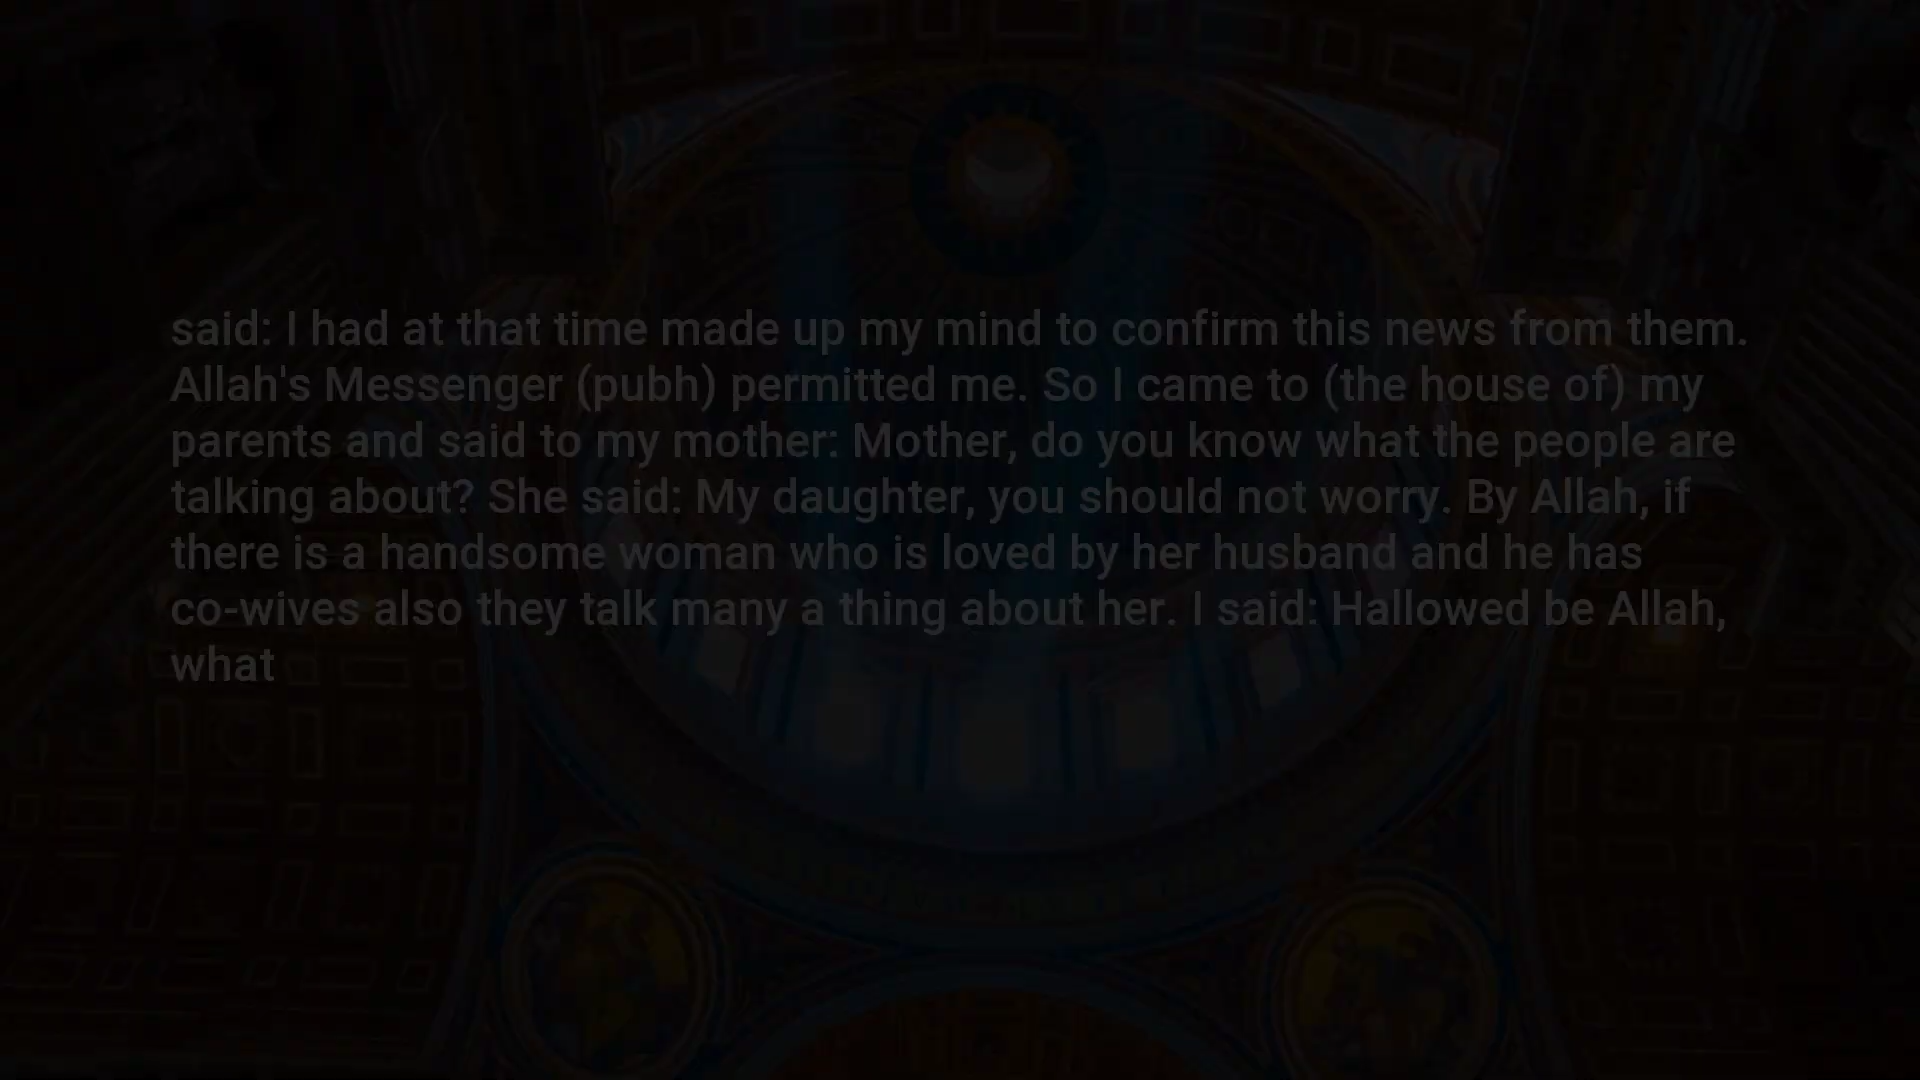 said: I had at that time made up my mind to confirm this news from them.
Allah's Messenger (pubh) permitted me. So I came to (the house of) my
parents and said to my mother: Mother, do you know what the people are
talking about? She said: My daughter, you should not worry. By Allah, if
there is a handsome woman who is loved by her husband and he has
co-wives also they talk many a thing about her. I said: Hallowed be Allah,
what